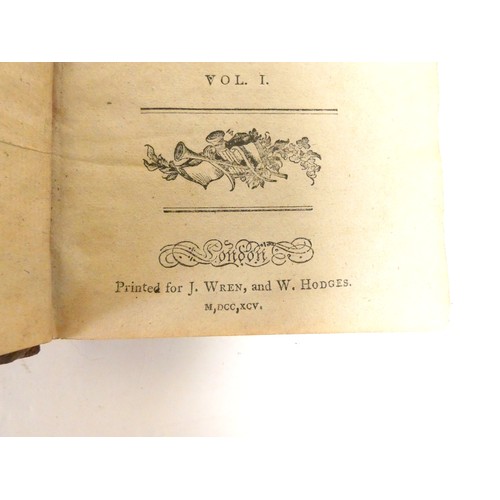 VOL. I.
London
Printed for J. WREN, and W. HODGES.
M,DCC,XCV.